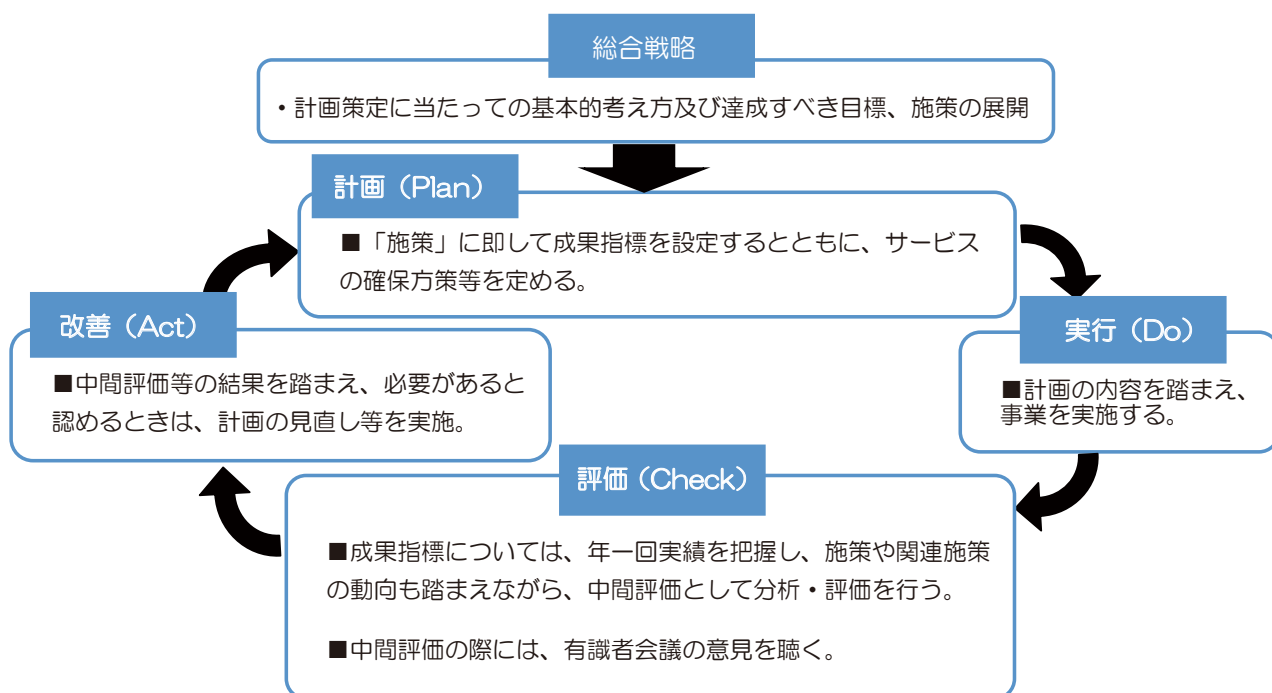 総合戦略
・計画策定に当たっての基本的考え方及び達成すべき目標、施策の展開
計画（Plan）
■「施策」に即して成果指標を設定するとともに、サービス
の確保方策等を定める。
改善（Act）
■中間評価等の結果を踏まえ、必要があると
認めるときは、計画の見直し等を実施。
実行（Do）
■計画の内容を踏まえ、
事業を実施する。
評価（Check）
■成果指標については、年一回実績を把握し、施策や関連施策
の動向も踏まえながら、中間評価として分析・評価を行う。
■中間評価の際には、有識者会議の意見を聴く。